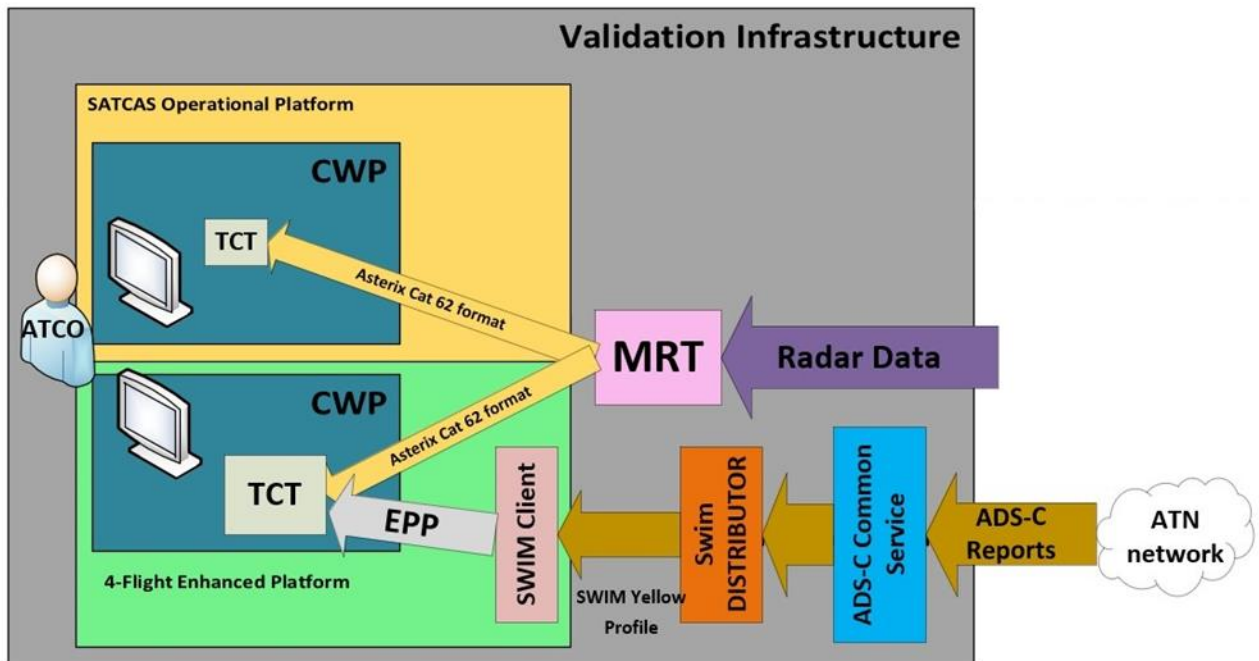 Validation Infrastructure
SATCAS Operational Platform
CWP
TCT
Asterix Cat 62 format
ATCO
MRT
Radar Data
CWP
Asterix Cat 62 format
TCT
EPP
4-Flight Enhanced Platform
SWIM Client
SWIM Yellow
Profile
Swim
DISTRIBUTOR
ADS-C Common
Service
ADS-C
Reports
ATN
network